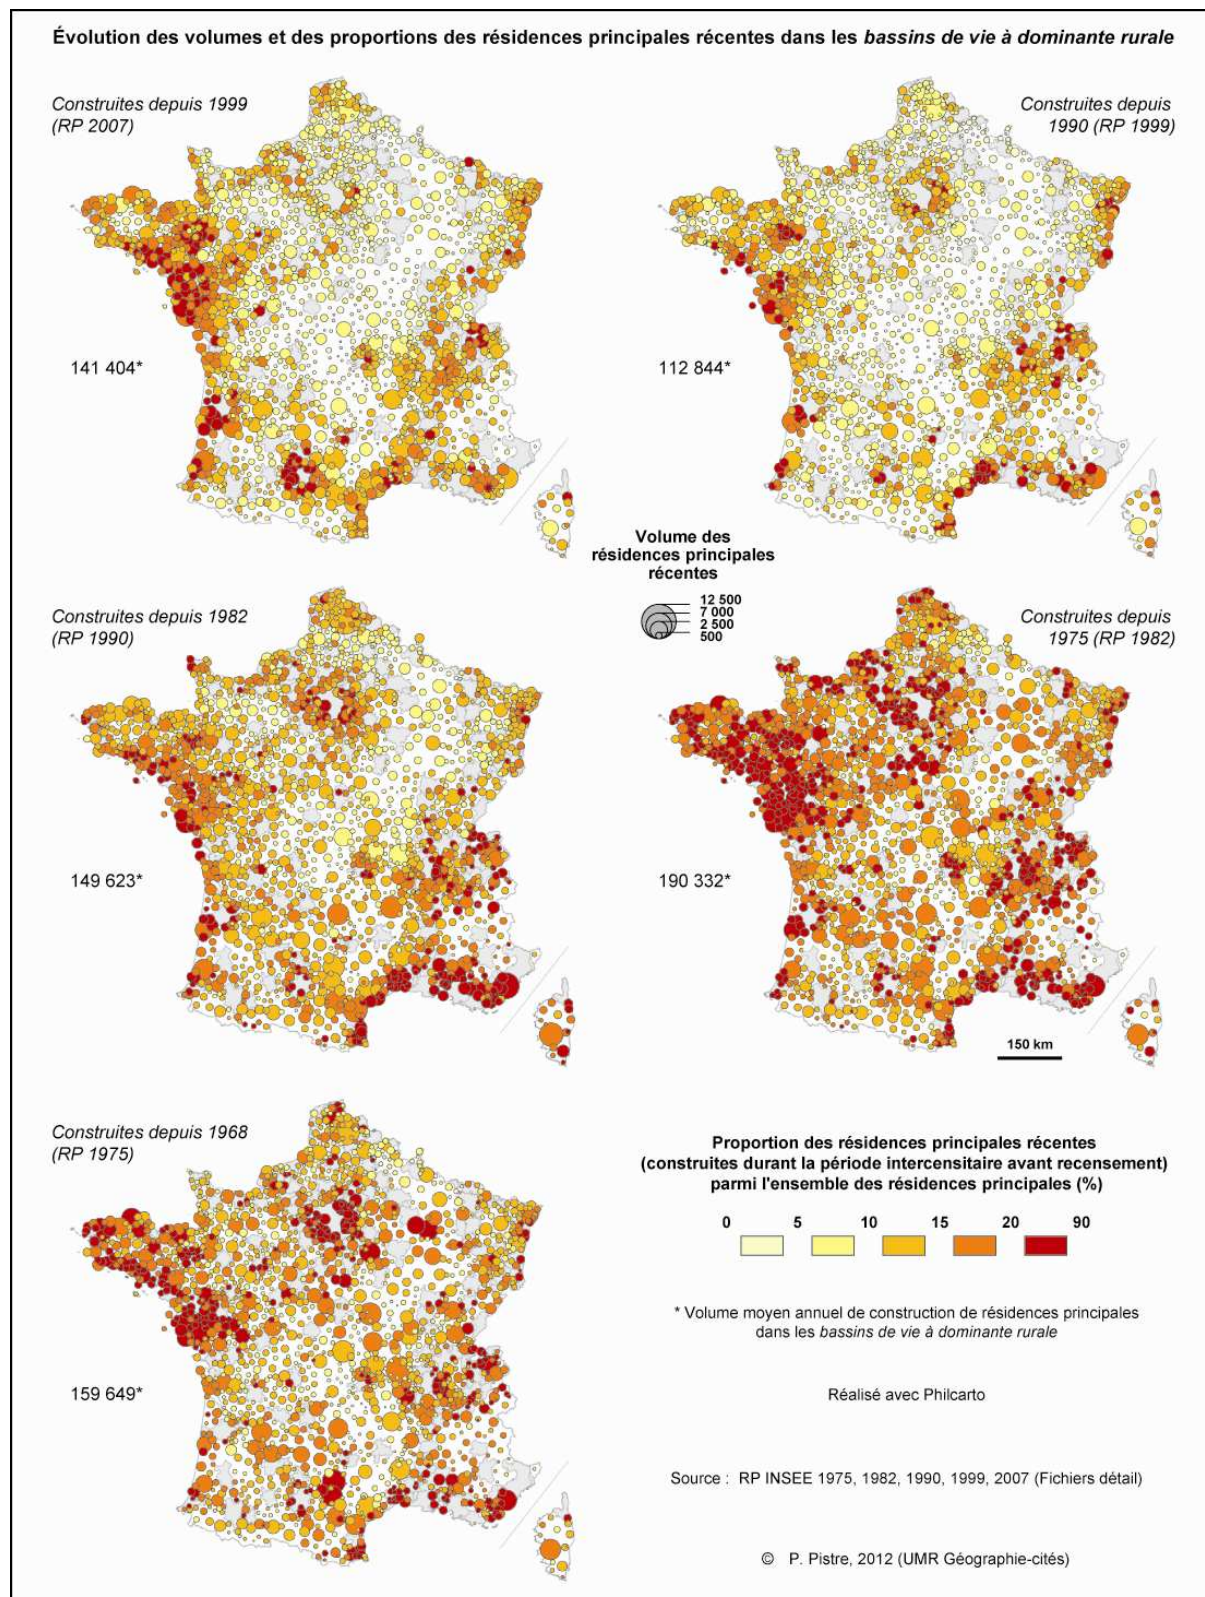 Évolution des volumes et des proportions des résidences principales récentes dans les bassins de vie à dominante rurale
Construites depuis 1999
(RP 2007)
141 404*
Construites depuis
1990 (RP 1999)
112 844*
Volume des
résidences principales
récentes
12 500
7 000
2 500
500
Construites depuis 1982
(RP 1990)
149 623*
Construites depuis
1975 (RP 1982)
190 332*
150 km
Construites depuis 1968
(RP 1975)
159 649*
Proportion des résidences principales récentes
(construites durant la période intercensitaire avant recensement)
parmi l'ensemble des résidences principales (%)
0 5 10 15 20 90
* Volume moyen annuel de construction de résidences principales
dans les bassins de vie à dominante rurale
Réalisé avec Philcarto
Source : RP INSEE 1975, 1982, 1990, 1999, 2007 (Fichiers détail)
© P. Pistre, 2012 (UMR Géographie-cités)